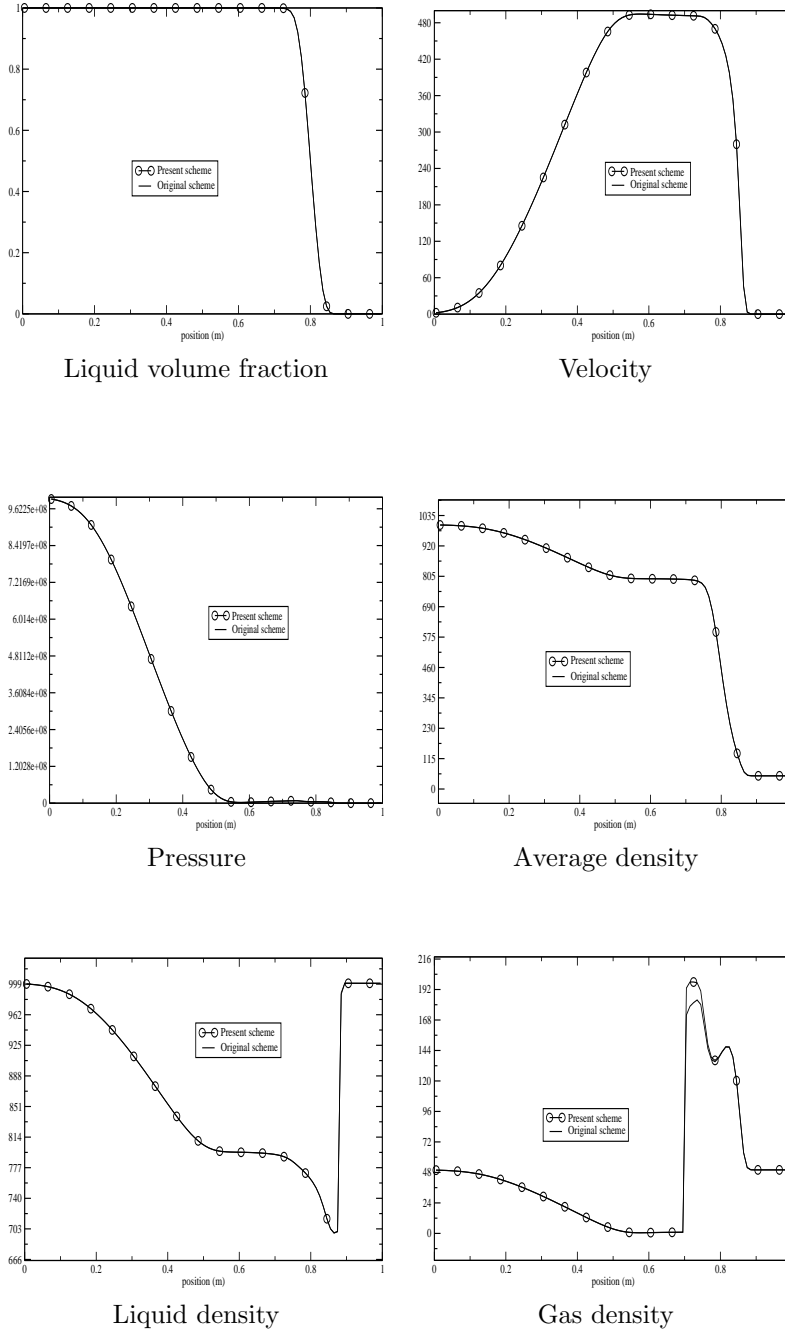 1
0.8
0.6
0.4
0.2
0
0
0.2
0.4
0.6
0.8
1
position (m)
Present scheme
Original scheme
Liquid volume fraction
480
420
360
300
240
180
120
60
0
0
0.2
0.4
0.6
0.8
position (m)
Present scheme
Original scheme
Velocity
9.6225e+08
8.4197e+08
7.2169e+08
6.014e+08
4.8112e+08
3.6084e+08
2.4056e+08
1.2028e+08
0
0
0.2
0.4
0.6
0.8
1
position (m)
Present scheme
Original scheme
Pressure
1035
920
805
690
575
460
345
230
115
0
0
0.2
0.4
0.6
0.8
position (m)
Present scheme
Original scheme
Average density
999
962
925
888
851
814
777
740
703
666
0
0.2
0.4
0.6
0.8
1
position (m)
Present scheme
Original scheme
Liquid density
216
192
168
144
120
96
72
48
24
0
0
0.2
0.4
0.6
0.8
position (m)
Present scheme
Original scheme
Gas density